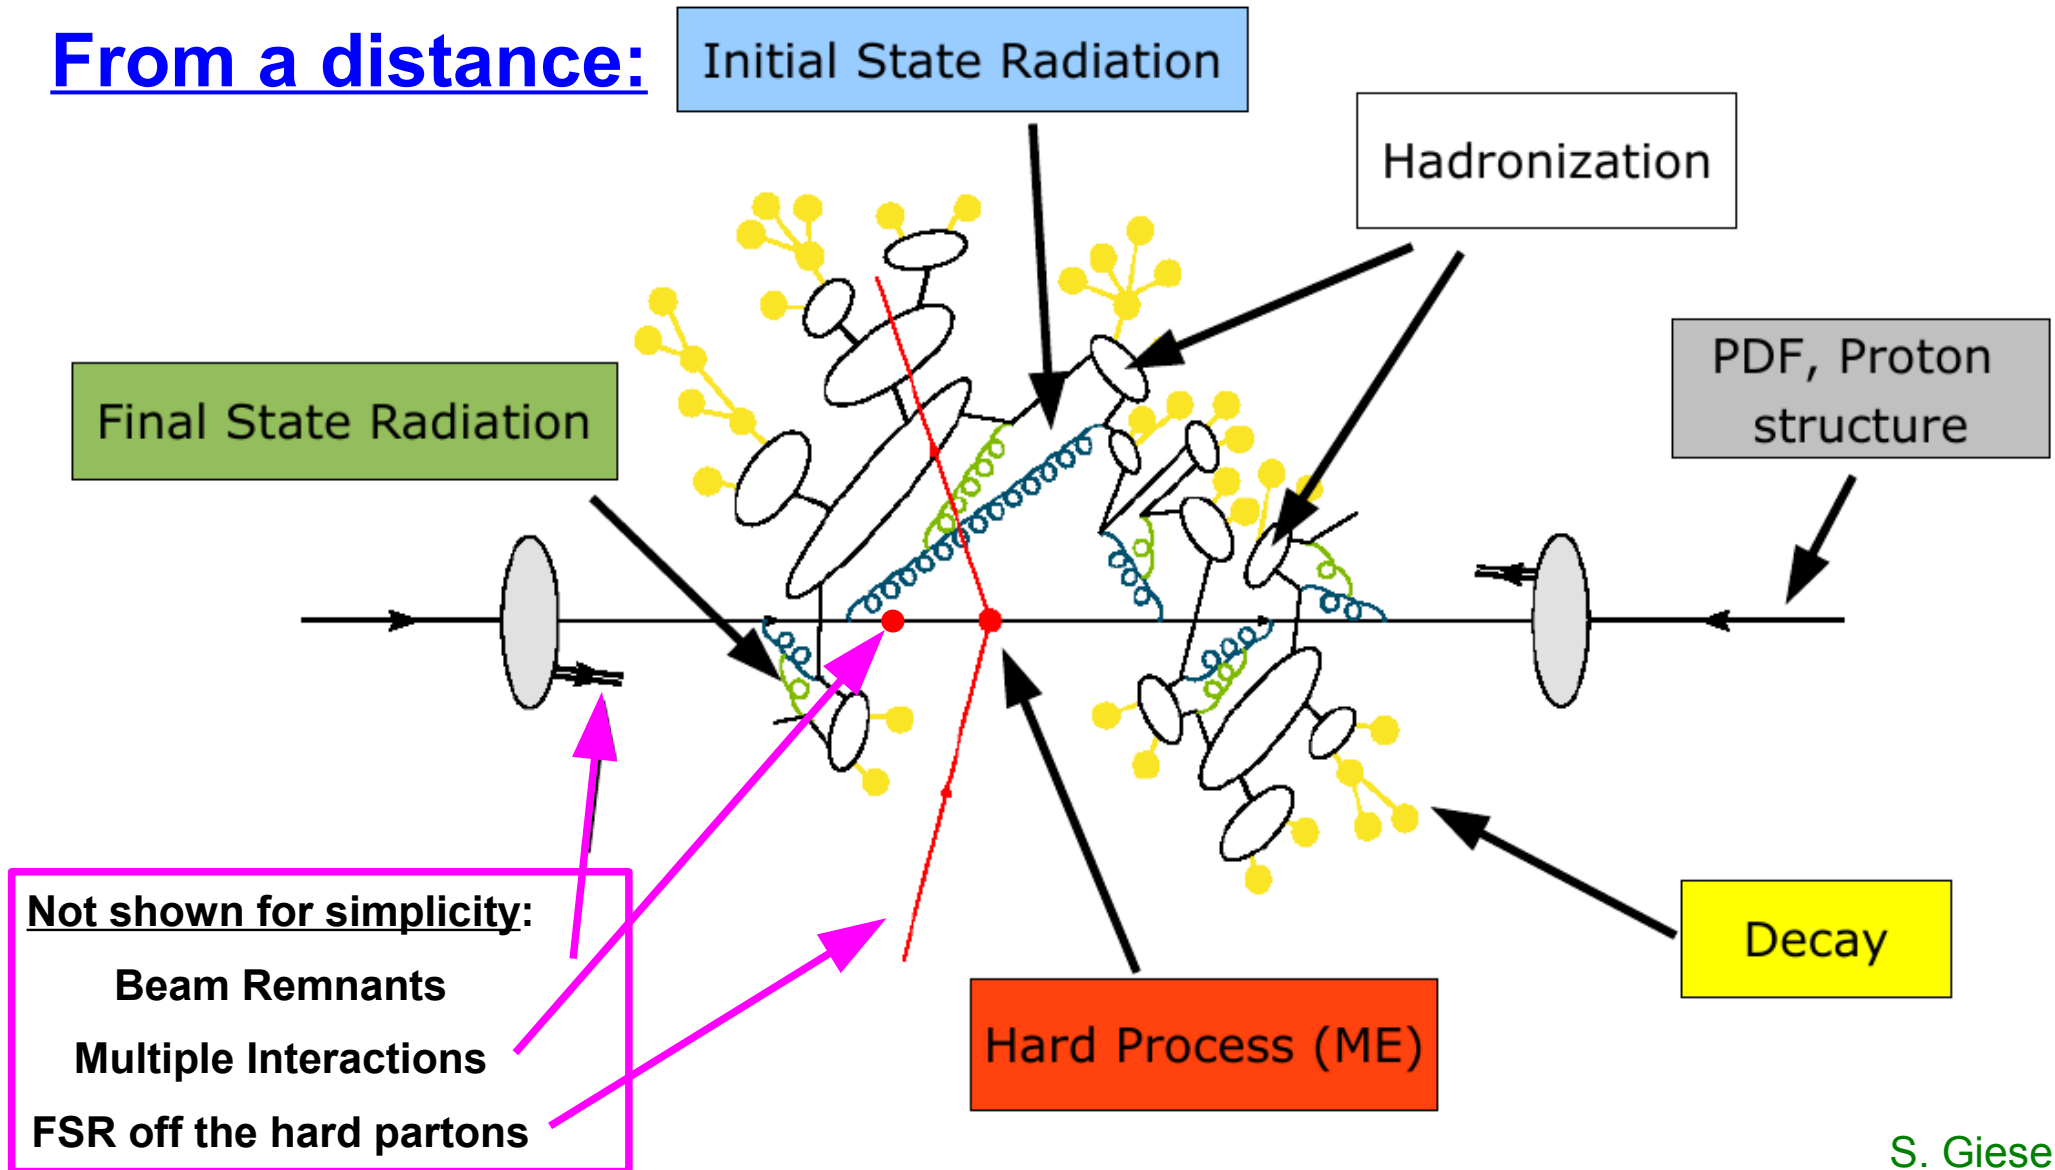 From a distance:
Initial State Radiation
Hadronization
PDF, Proton
structure
Final State Radiation
Not shown for simplicity:
Beam Remnants
Multiple Interactions
FSR off the hard partons
Hard Process (ME)
Decay
S. Giese